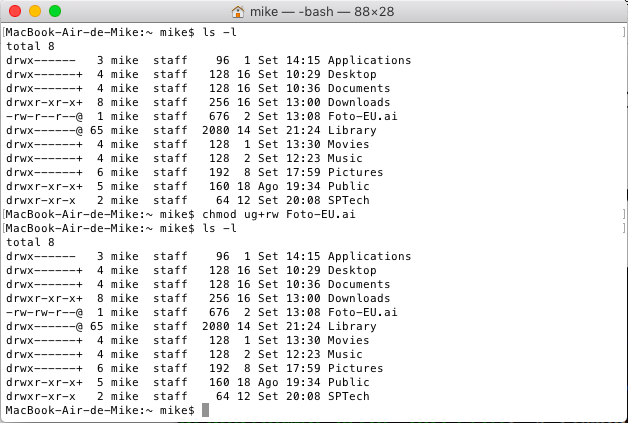 mike — -bash — 88×28
[MacBook-Air-de-Mike:~ mike$ ls -l ]
total 8
drwx------   3 mike  staff    96  1 Set 14:15 Applications
drwx------+  4 mike  staff   128 16 Set 10:29 Desktop
drwx------+  4 mike  staff   128 16 Set 10:36 Documents
drwxr-xr-x+  8 mike  staff   256 16 Set 13:00 Downloads
-rw-r--r--@  1 mike  staff   676  2 Set 13:08 Foto-EU.ai
drwx------@ 65 mike  staff  2080 14 Set 21:24 Library
drwx------+  4 mike  staff   128  1 Set 13:30 Movies
drwx------+  4 mike  staff   128  2 Set 12:23 Music
drwx------+  6 mike  staff   192  8 Set 17:59 Pictures
drwxr-xr-x+  5 mike  staff   160 18 Ago 19:34 Public
drwxr-xr-x   2 mike  staff    64 12 Set 20:08 SPTech
[MacBook-Air-de-Mike:~ mike$ chmod ug+rw Foto-EU.ai ]
[MacBook-Air-de-Mike:~ mike$ ls -l ]
total 8
drwx------   3 mike  staff    96  1 Set 14:15 Applications
drwx------+  4 mike  staff   128 16 Set 10:29 Desktop
drwx------+  4 mike  staff   128 16 Set 10:36 Documents
drwxr-xr-x+  8 mike  staff   256 16 Set 13:00 Downloads
-rw-rw-r--@  1 mike  staff   676  2 Set 13:08 Foto-EU.ai
drwx------@ 65 mike  staff  2080 14 Set 21:24 Library
drwx------+  4 mike  staff   128  1 Set 13:30 Movies
drwx------+  4 mike  staff   128  2 Set 12:23 Music
drwx------+  6 mike  staff   192  8 Set 17:59 Pictures
drwxr-xr-x+  5 mike  staff   160 18 Ago 19:34 Public
drwxr-xr-x   2 mike  staff    64 12 Set 20:08 SPTech
MacBook-Air-de-Mike:~ mike$